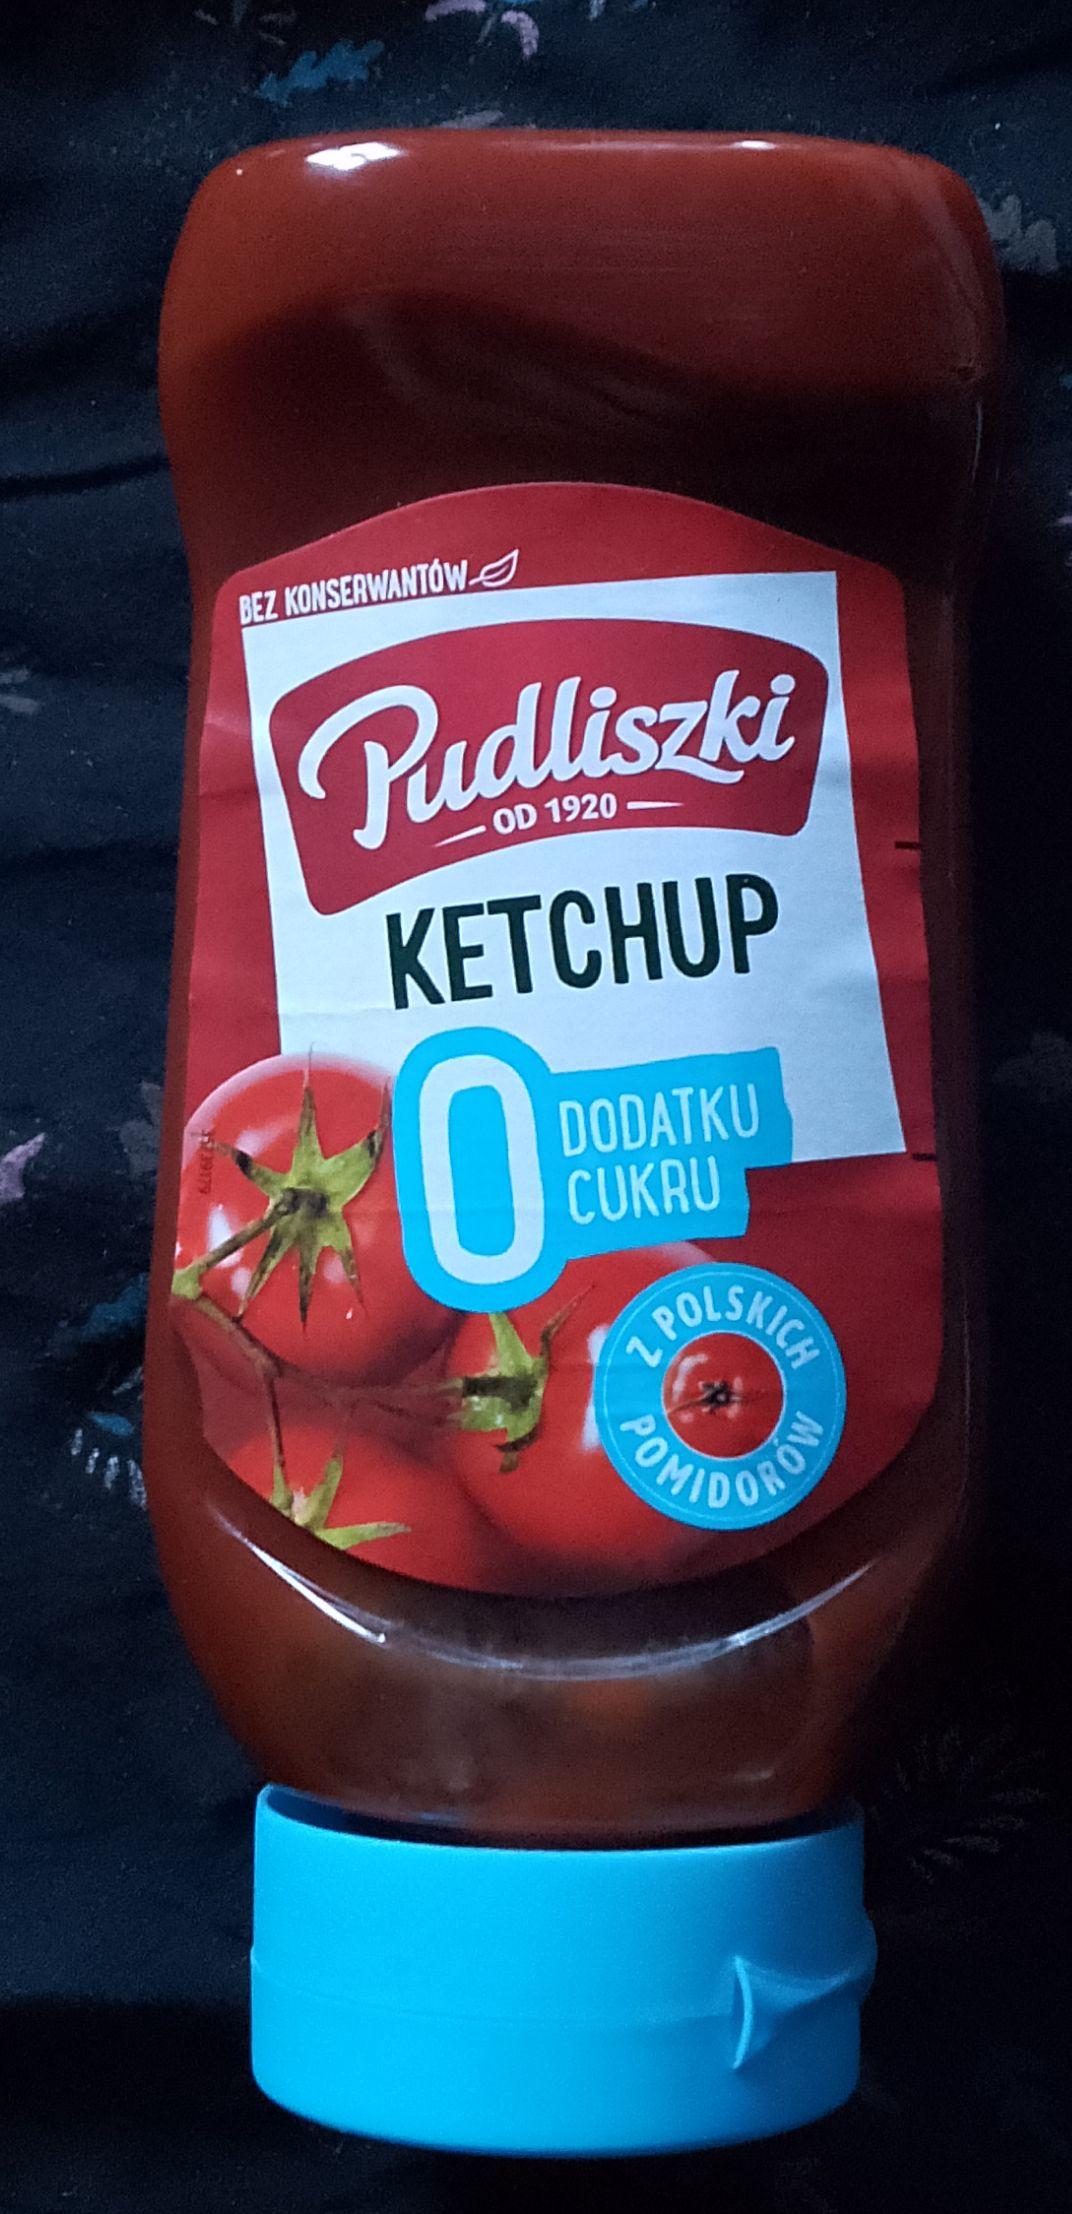 BEZ KONSERWANTÓW
Pudliszki
OD 1920
KETCHUP
0 DODATKU
CUKRU
Z POLSKICH
POMIDORÓW